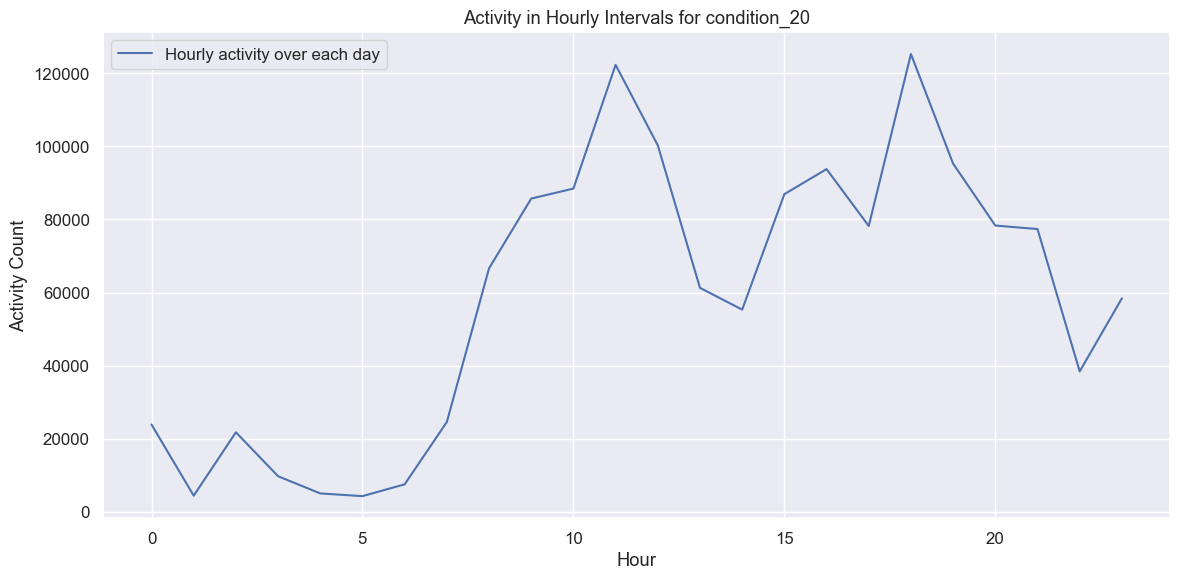 Activity in Hourly Intervals for condition_20
Hourly activity over each day
Activity Count
120000
100000
80000
60000
40000
20000
0
0 5 10 15 20
Hour